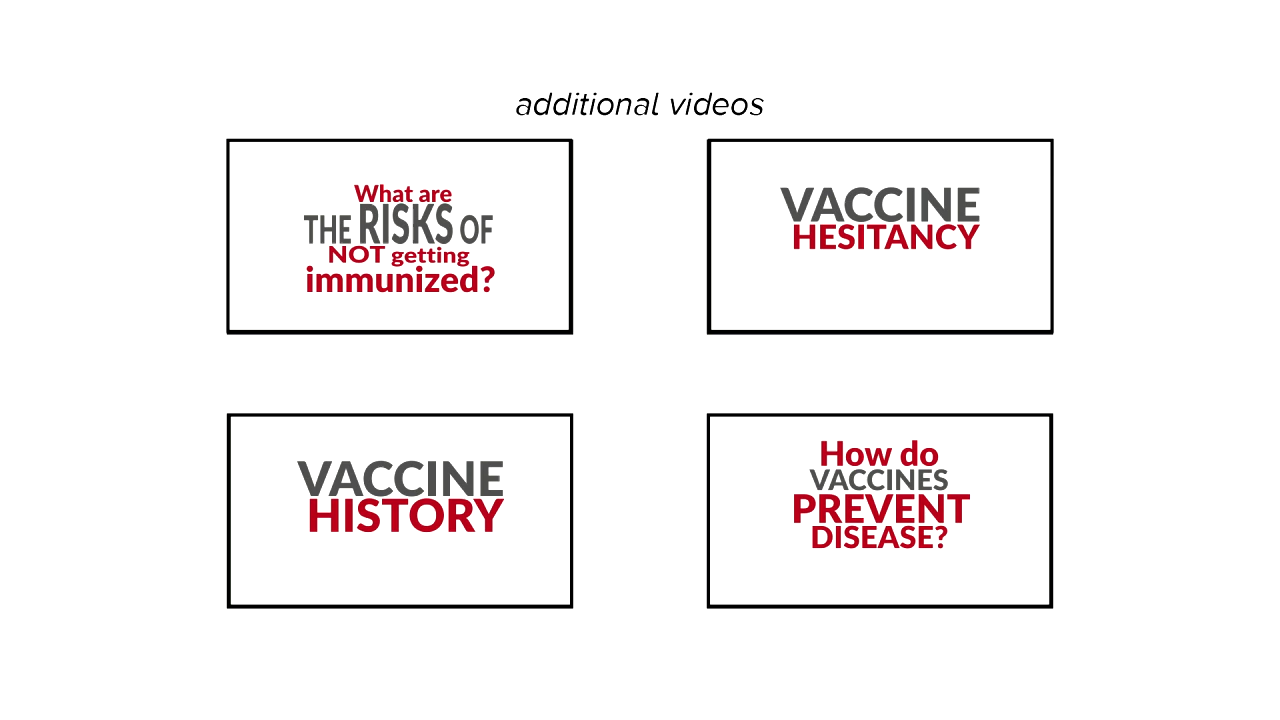 additional videos
What are
THE RISKS OF
NOT getting
immunized?
VACCINE
HESITANCY
VACCINE
HISTORY
How do
VACCINES
PREVENT
DISEASE?